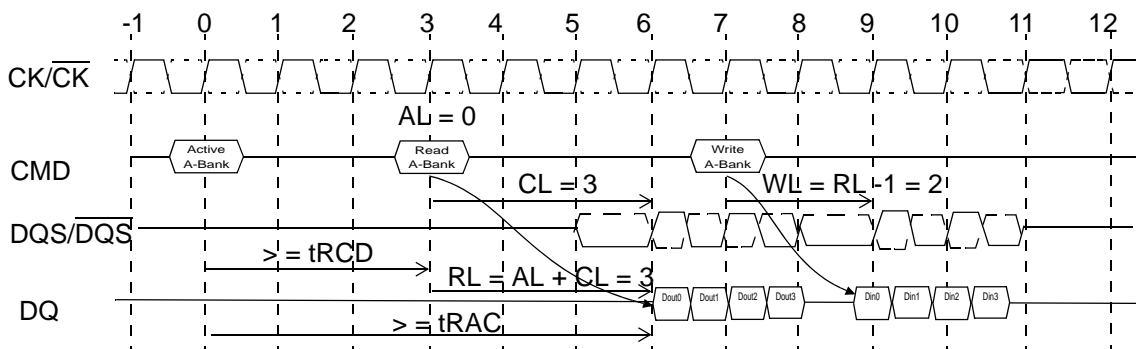 -1 0 1 2 3 4 5 6 7 8 9 10 11 12
CK/CK
AL = 0
CMD
Active
A-Bank
Read
A-Bank
Write
A-Bank
CL = 3
WL = RL -1 = 2
DQS/DQS
> = tRCD
RL = AL + CL = 3
DQ
Dout0 Dout1 Dout2 Dout3 Din0 Din1 Din2 Din3
> = tRAC